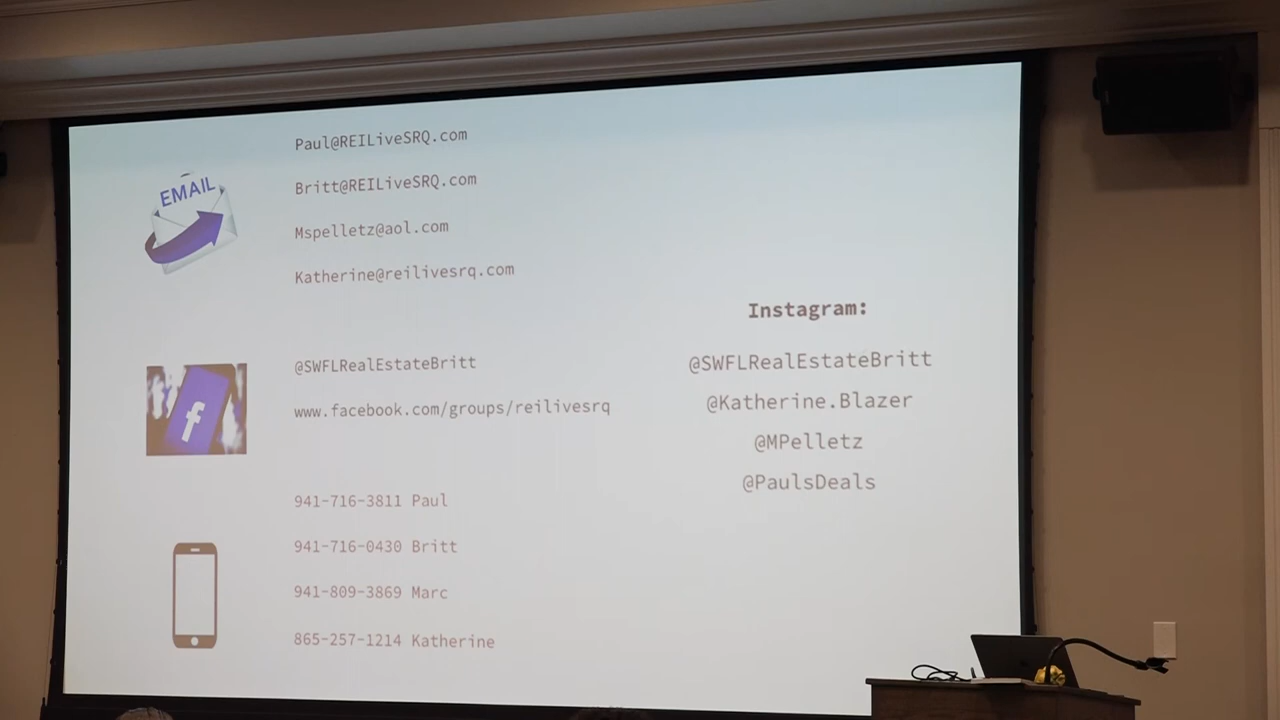 EMAIL
Paul@REILiveSRQ.com
Britt@REILiveSRQ.com
Mspelletz@aol.com
Katherine@reilivesrq.com
f
@SWFLRealEstateBritt
www.facebook.com/groups/reilivesrq
941-716-3811 Paul
941-716-0430 Britt
941-809-3869 Marc
865-257-1214 Katherine
Instagram:
@SWFLRealEstateBritt
@Katherine.Blazer
@MPelletz
@PaulsDeals